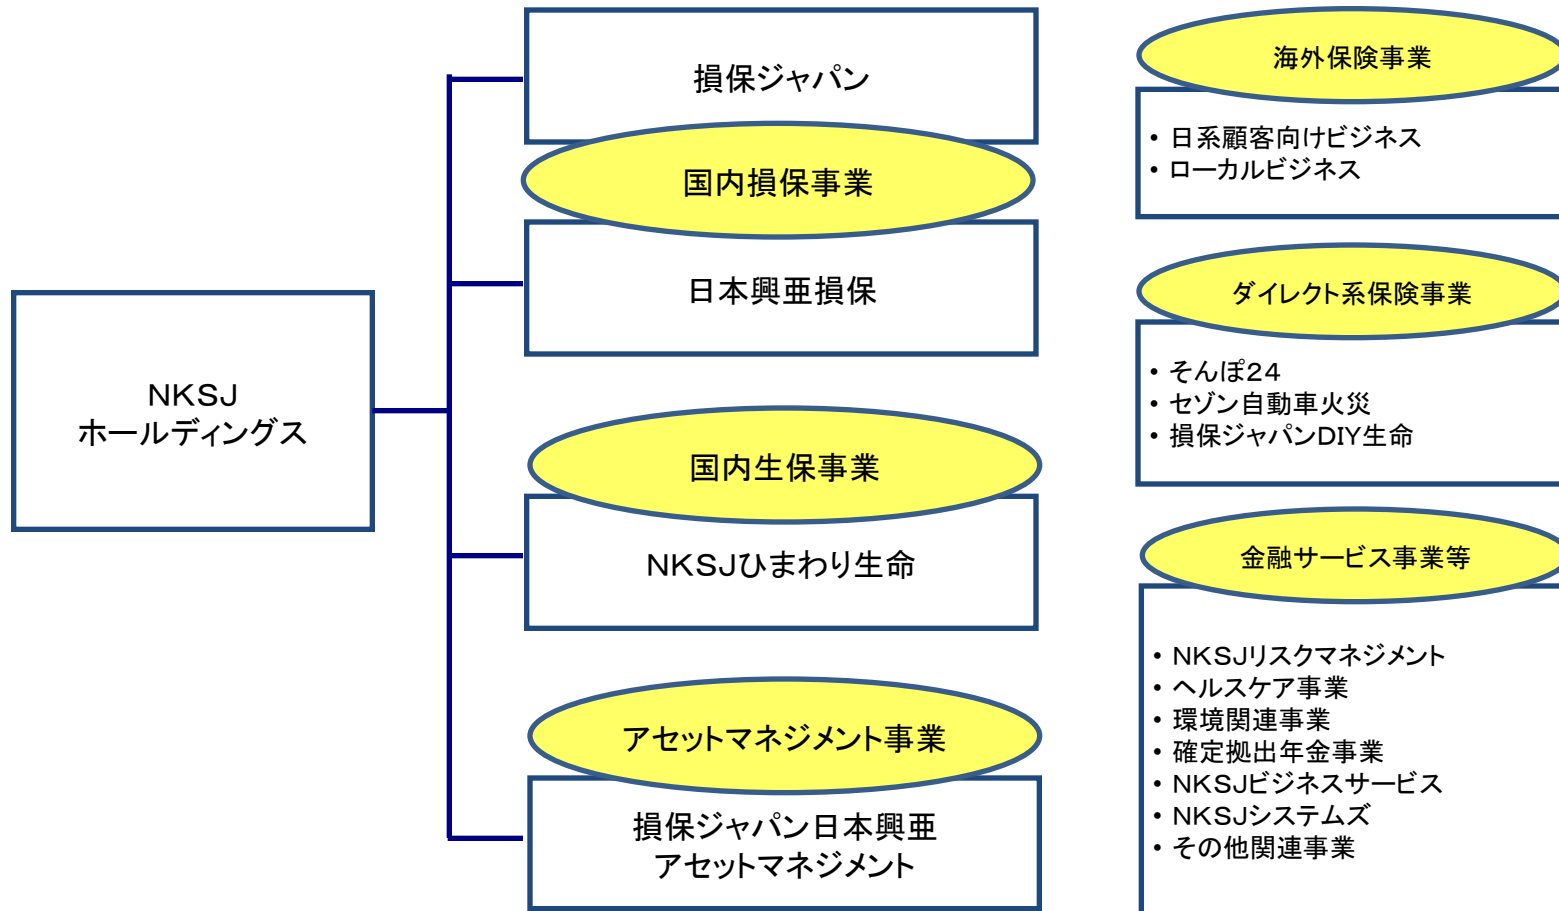 NKSJ
ホールディングス
損保ジャパン
国内損保事業
日本興亜損保
国内生保事業
NKSJひまわり生命
アセットマネジメント事業
損保ジャパン日本興亜
アセットマネジメント
海外保険事業
• 日系顧客向けビジネス
• ローカルビジネス
ダイレクト系保険事業
• そんぽ24
• セゾン自動車火災
• 損保ジャパンDIY生命
金融サービス事業等
• NKSJリスクマネジメント
• ヘルスケア事業
• 環境関連事業
• 確定拠出年金事業
• NKSJビジネスサービス
• NKSJシステムズ
• その他関連事業